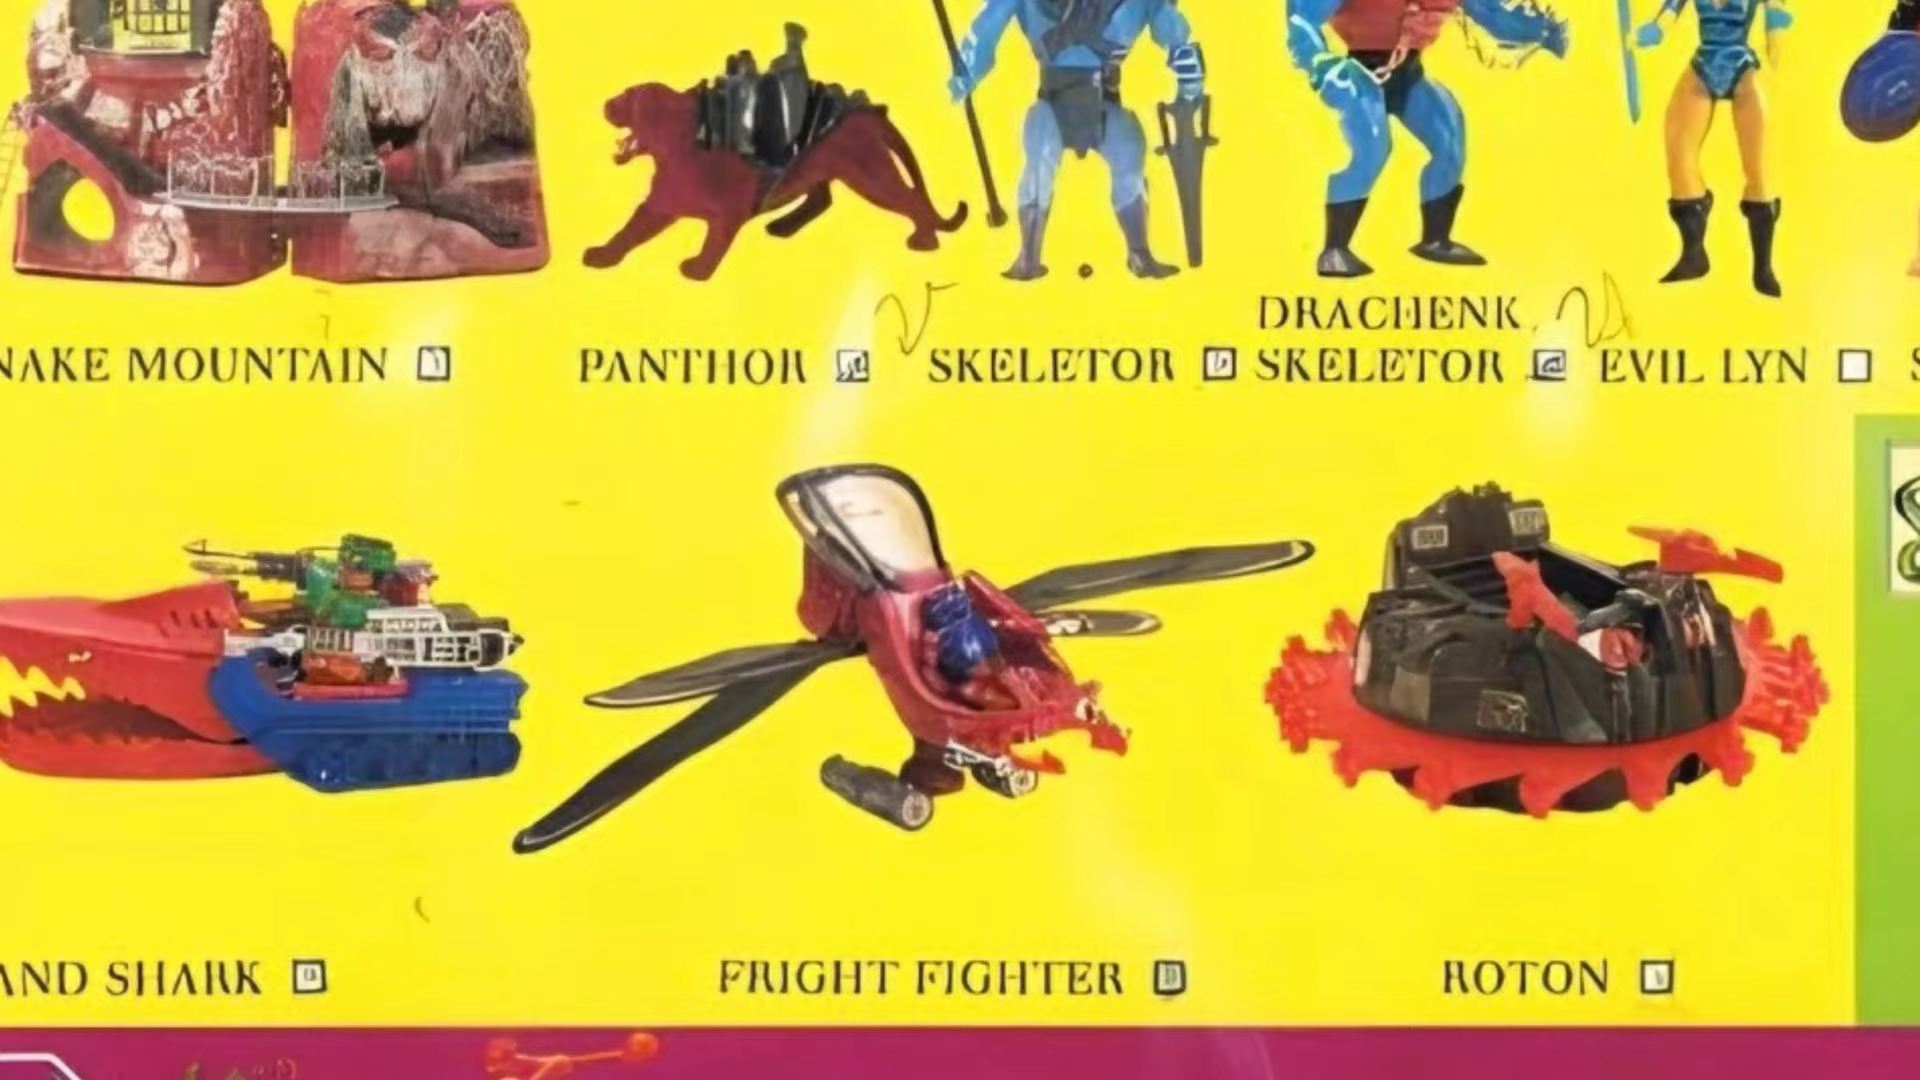 NAKE MOUNTAIN
PANTHOR
SKELETOR
DRACHENK.
SKELETOR
EVIL LYN
S
AND SHARK
FRIGHT FIGHTER
ROTON